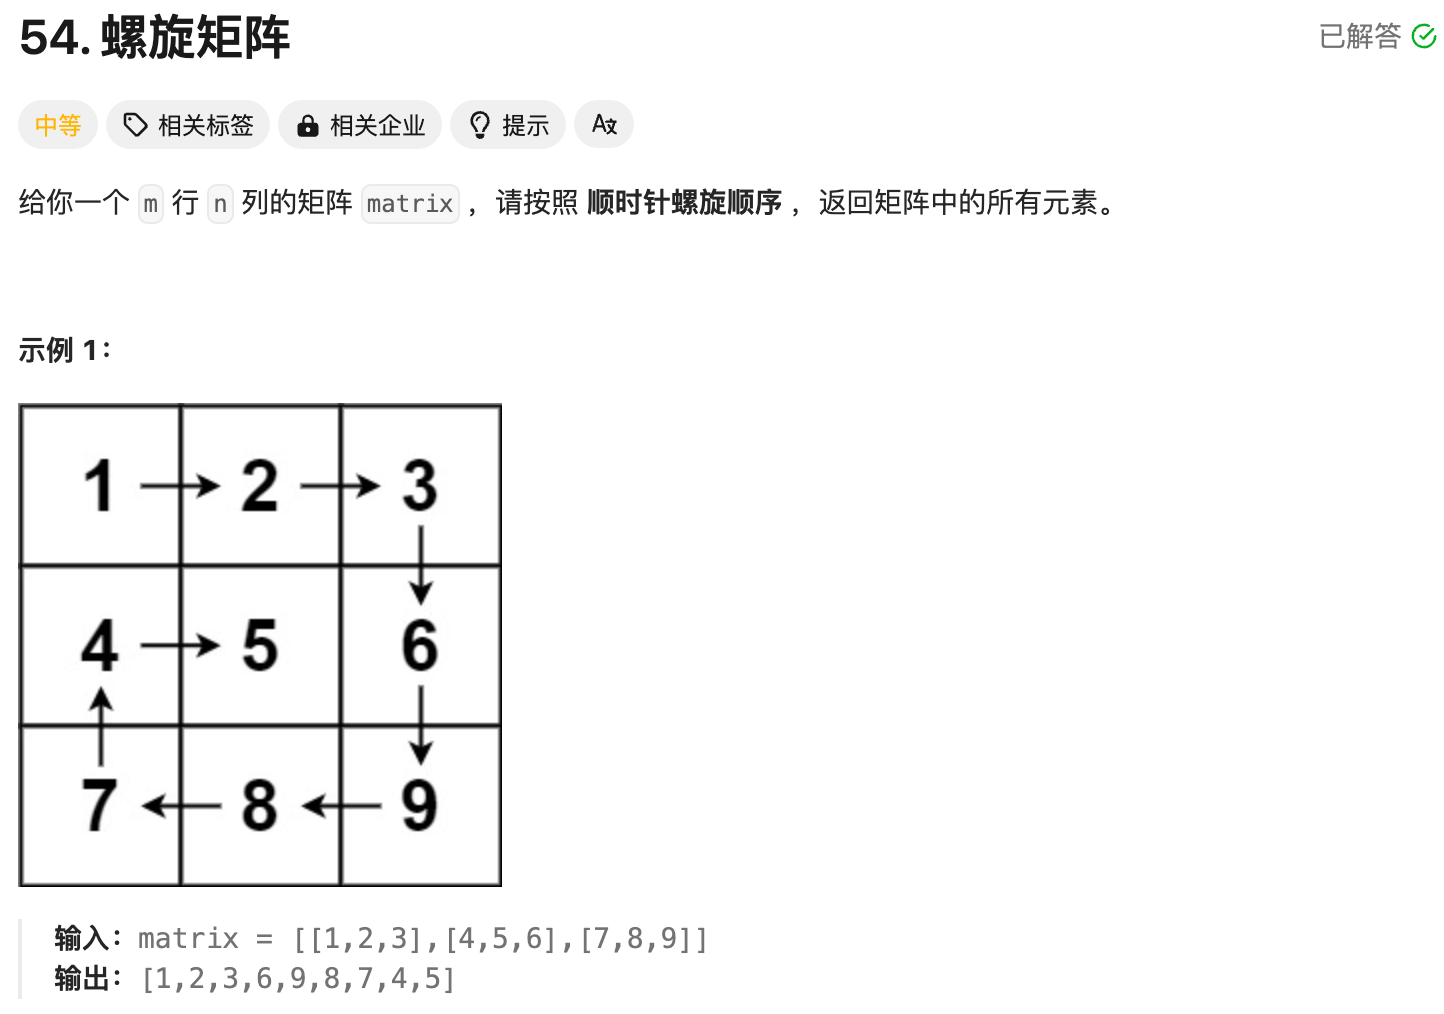 54. 螺旋矩阵
已解答
中等
相关标签
相关企业
提示
A文
给你一个 m 行 n 列的矩阵 matrix ，请按照 顺时针螺旋顺序 ，返回矩阵中的所有元素。
示例 1：
1 2 3
4 5 6
7 8 9
输入：matrix = [[1,2,3],[4,5,6],[7,8,9]]
输出：[1,2,3,6,9,8,7,4,5]